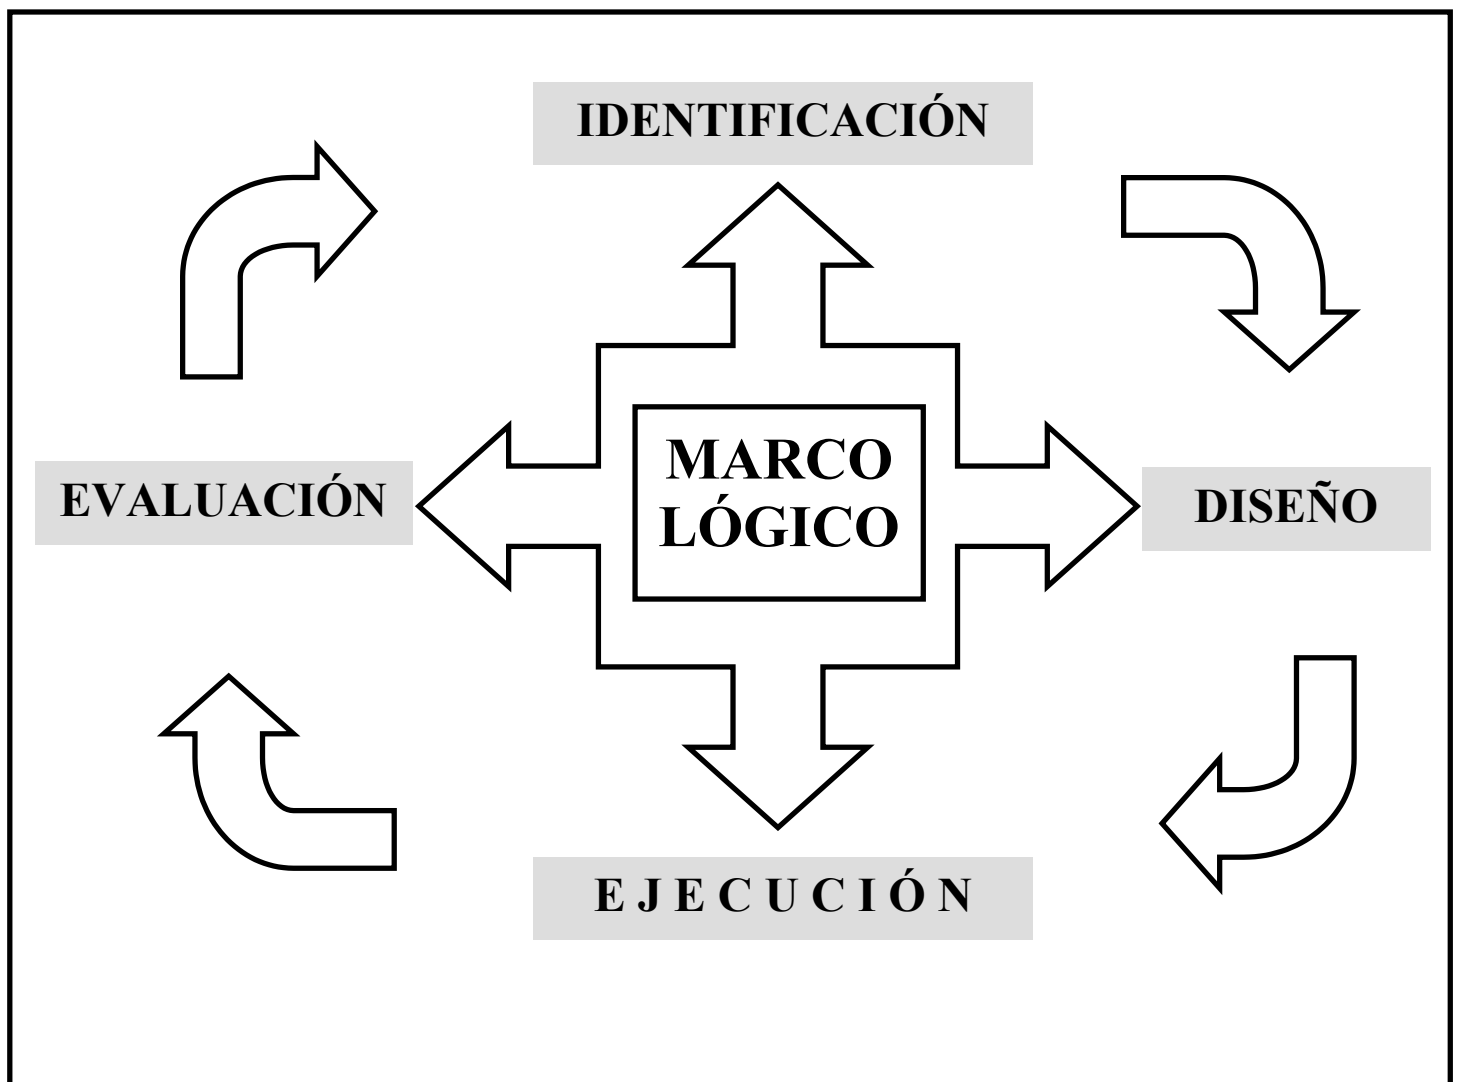 IDENTIFICACIÓN
MARCO
LÓGICO
EVALUACIÓN
DISEÑO
E J E C U C I Ó N